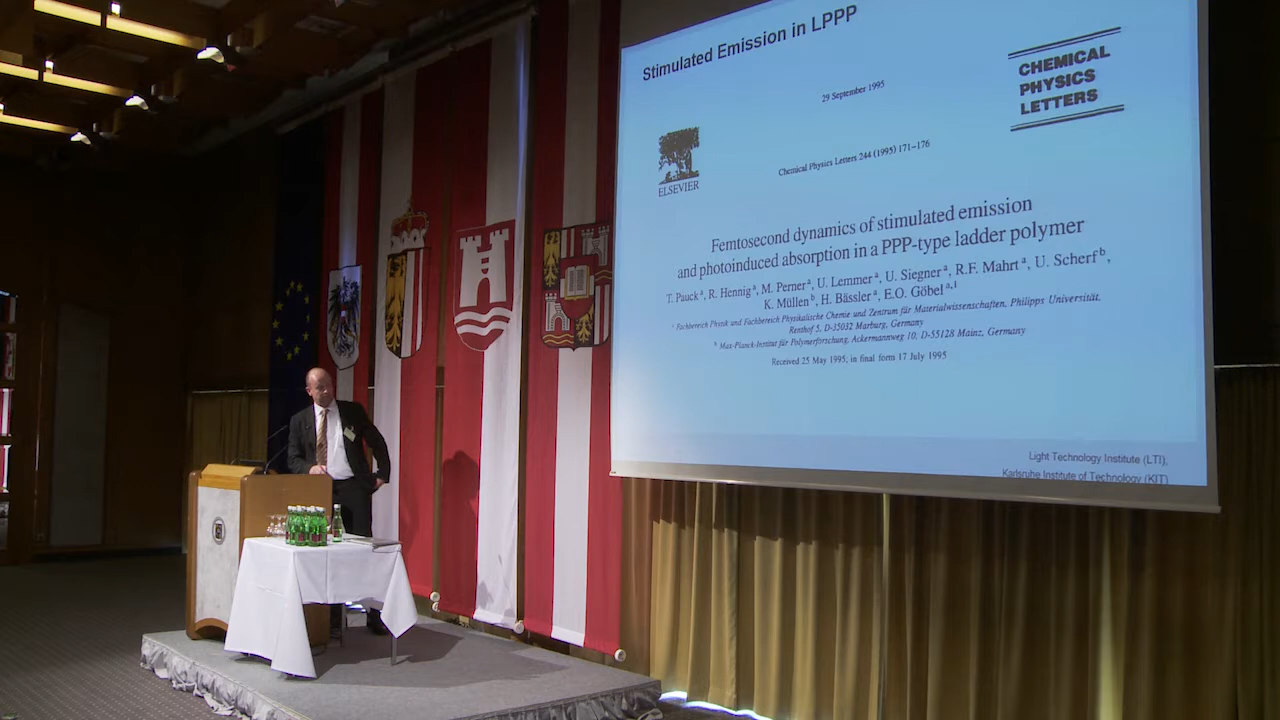 Stimulated Emission in LPPP
CHEMICAL
PHYSICS
LETTERS
29 September 1995
ELSEVIER
Chemical Physics Letters 244 (1995) 171-176
Femtosecond dynamics of stimulated emission
and photoinduced absorption in a PPP-type ladder polymer
T. Pauck a, R. Hennig a, M. Perner a, U. Lemmer a, U. Siegner a, R.F. Mahrt a, U. Scherf b,
K. Müllen b, H. Bässler a, E.O. Göbel a,1
a Fachbereich Physik und Fachbereich Physikalische Chemie und Zentrum für Materialwissenschaften, Philipps Universität,
Renthof 5, D-35032 Marburg, Germany
b Max-Planck-Institut für Polymerforschung, Ackermannweg 10, D-55128 Mainz, Germany
Received 25 May 1995; in final form 17 July 1995
Light Technology Institute (LTI),
Karlsruhe Institute of Technology (KIT)